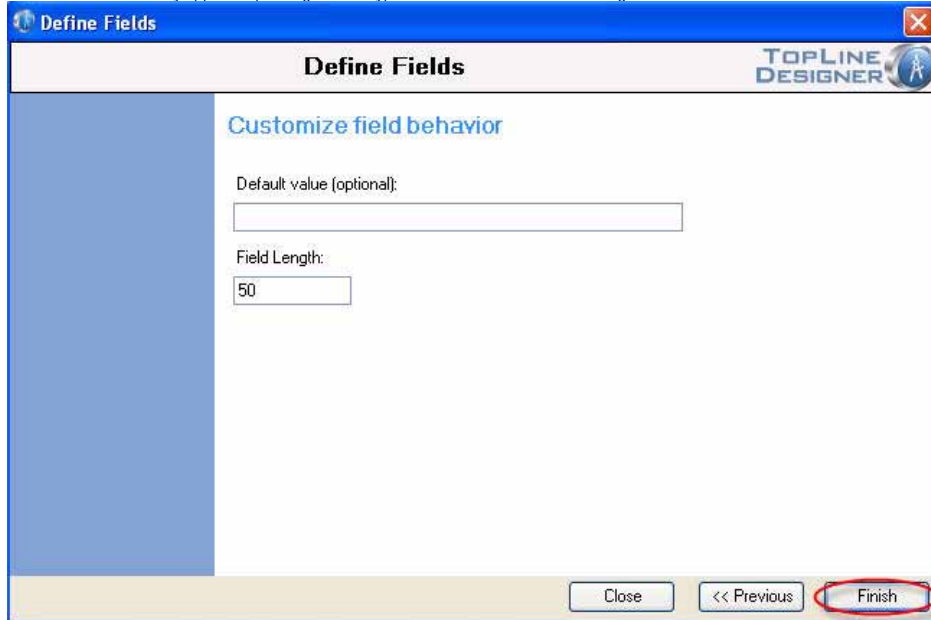 Define Fields
Define Fields
TOPLINE
DESIGNER
Customize field behavior
Default value (optional):
Field Length:
50
Close
<< Previous
Finish